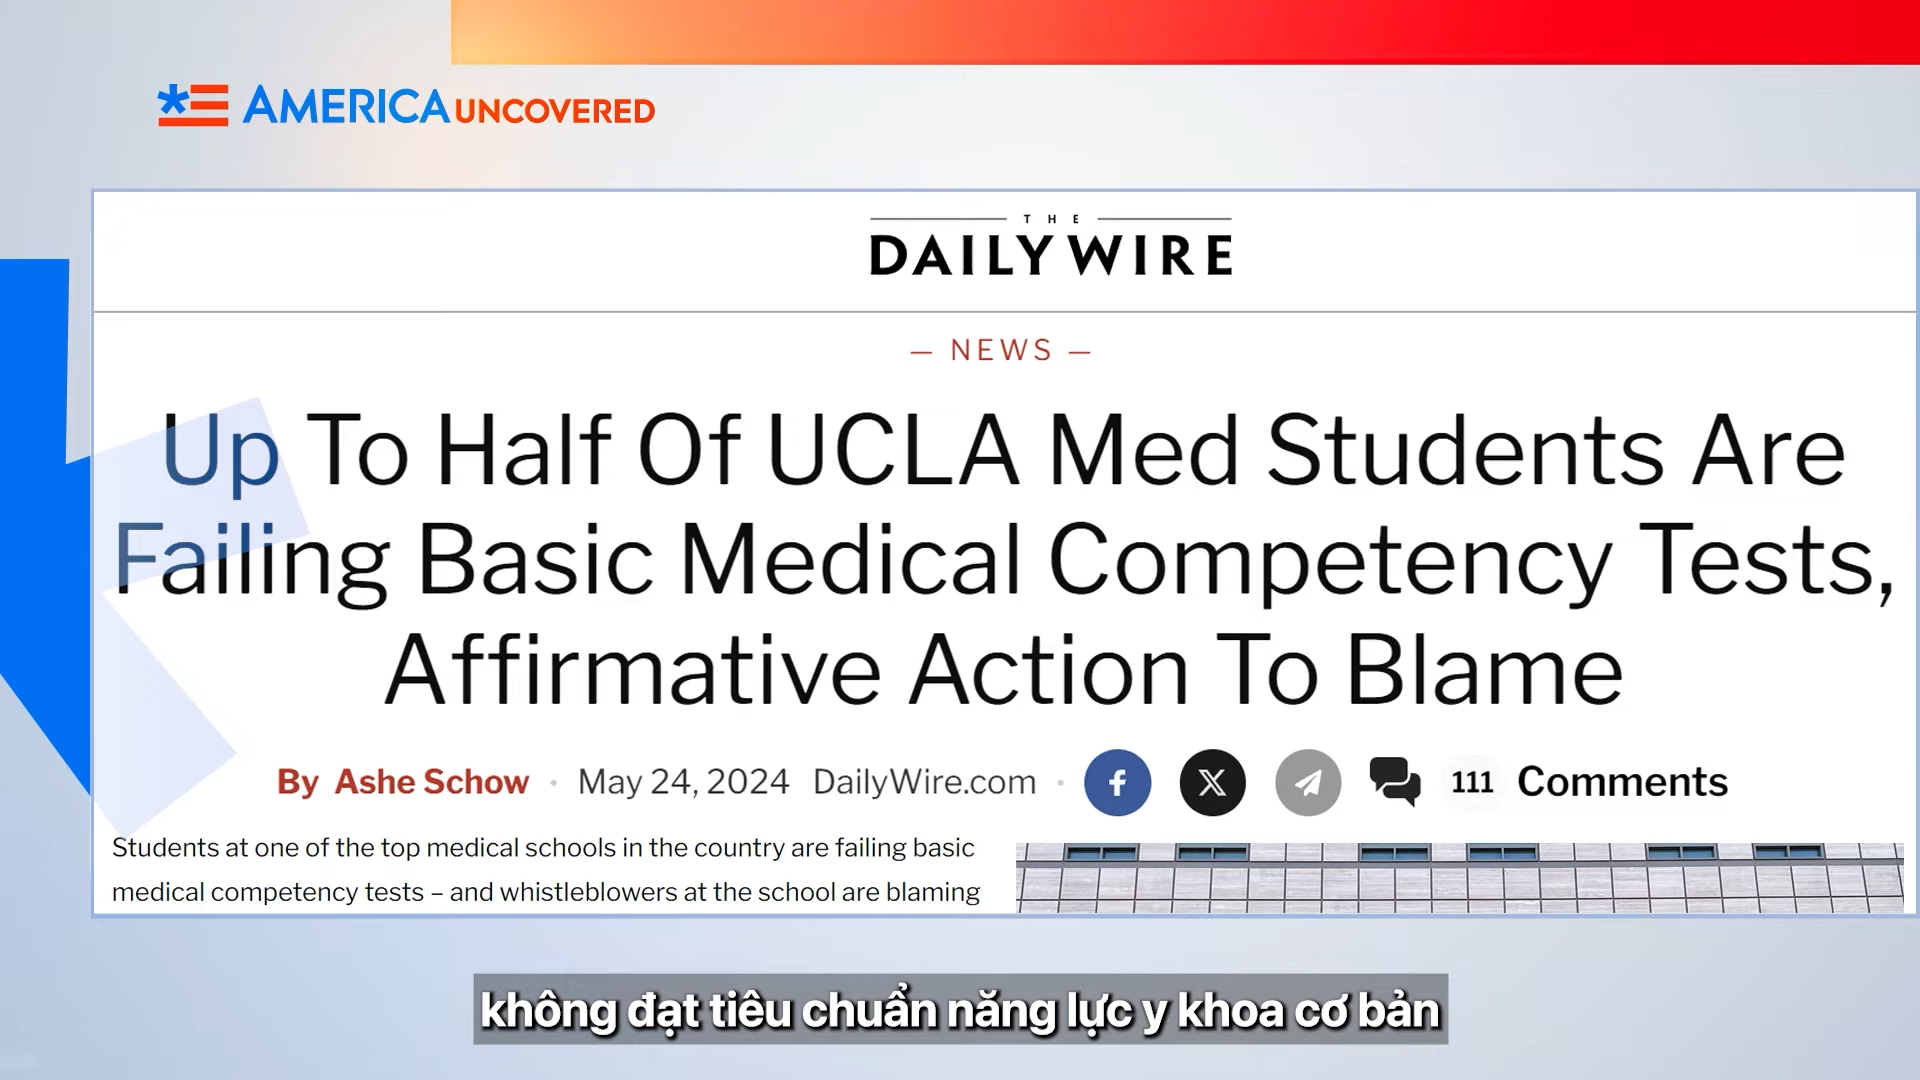 AMERICA UNCOVERED
THE
DAILY WIRE
— NEWS —
Up To Half Of UCLA Med Students Are
Failing Basic Medical Competency Tests,
Affirmative Action To Blame
By Ashe Schow · May 24, 2024 DailyWire.com · 111 Comments
Students at one of the top medical schools in the country are failing basic
medical competency tests – and whistleblowers at the school are blaming
không đạt tiêu chuẩn năng lực y khoa cơ bản